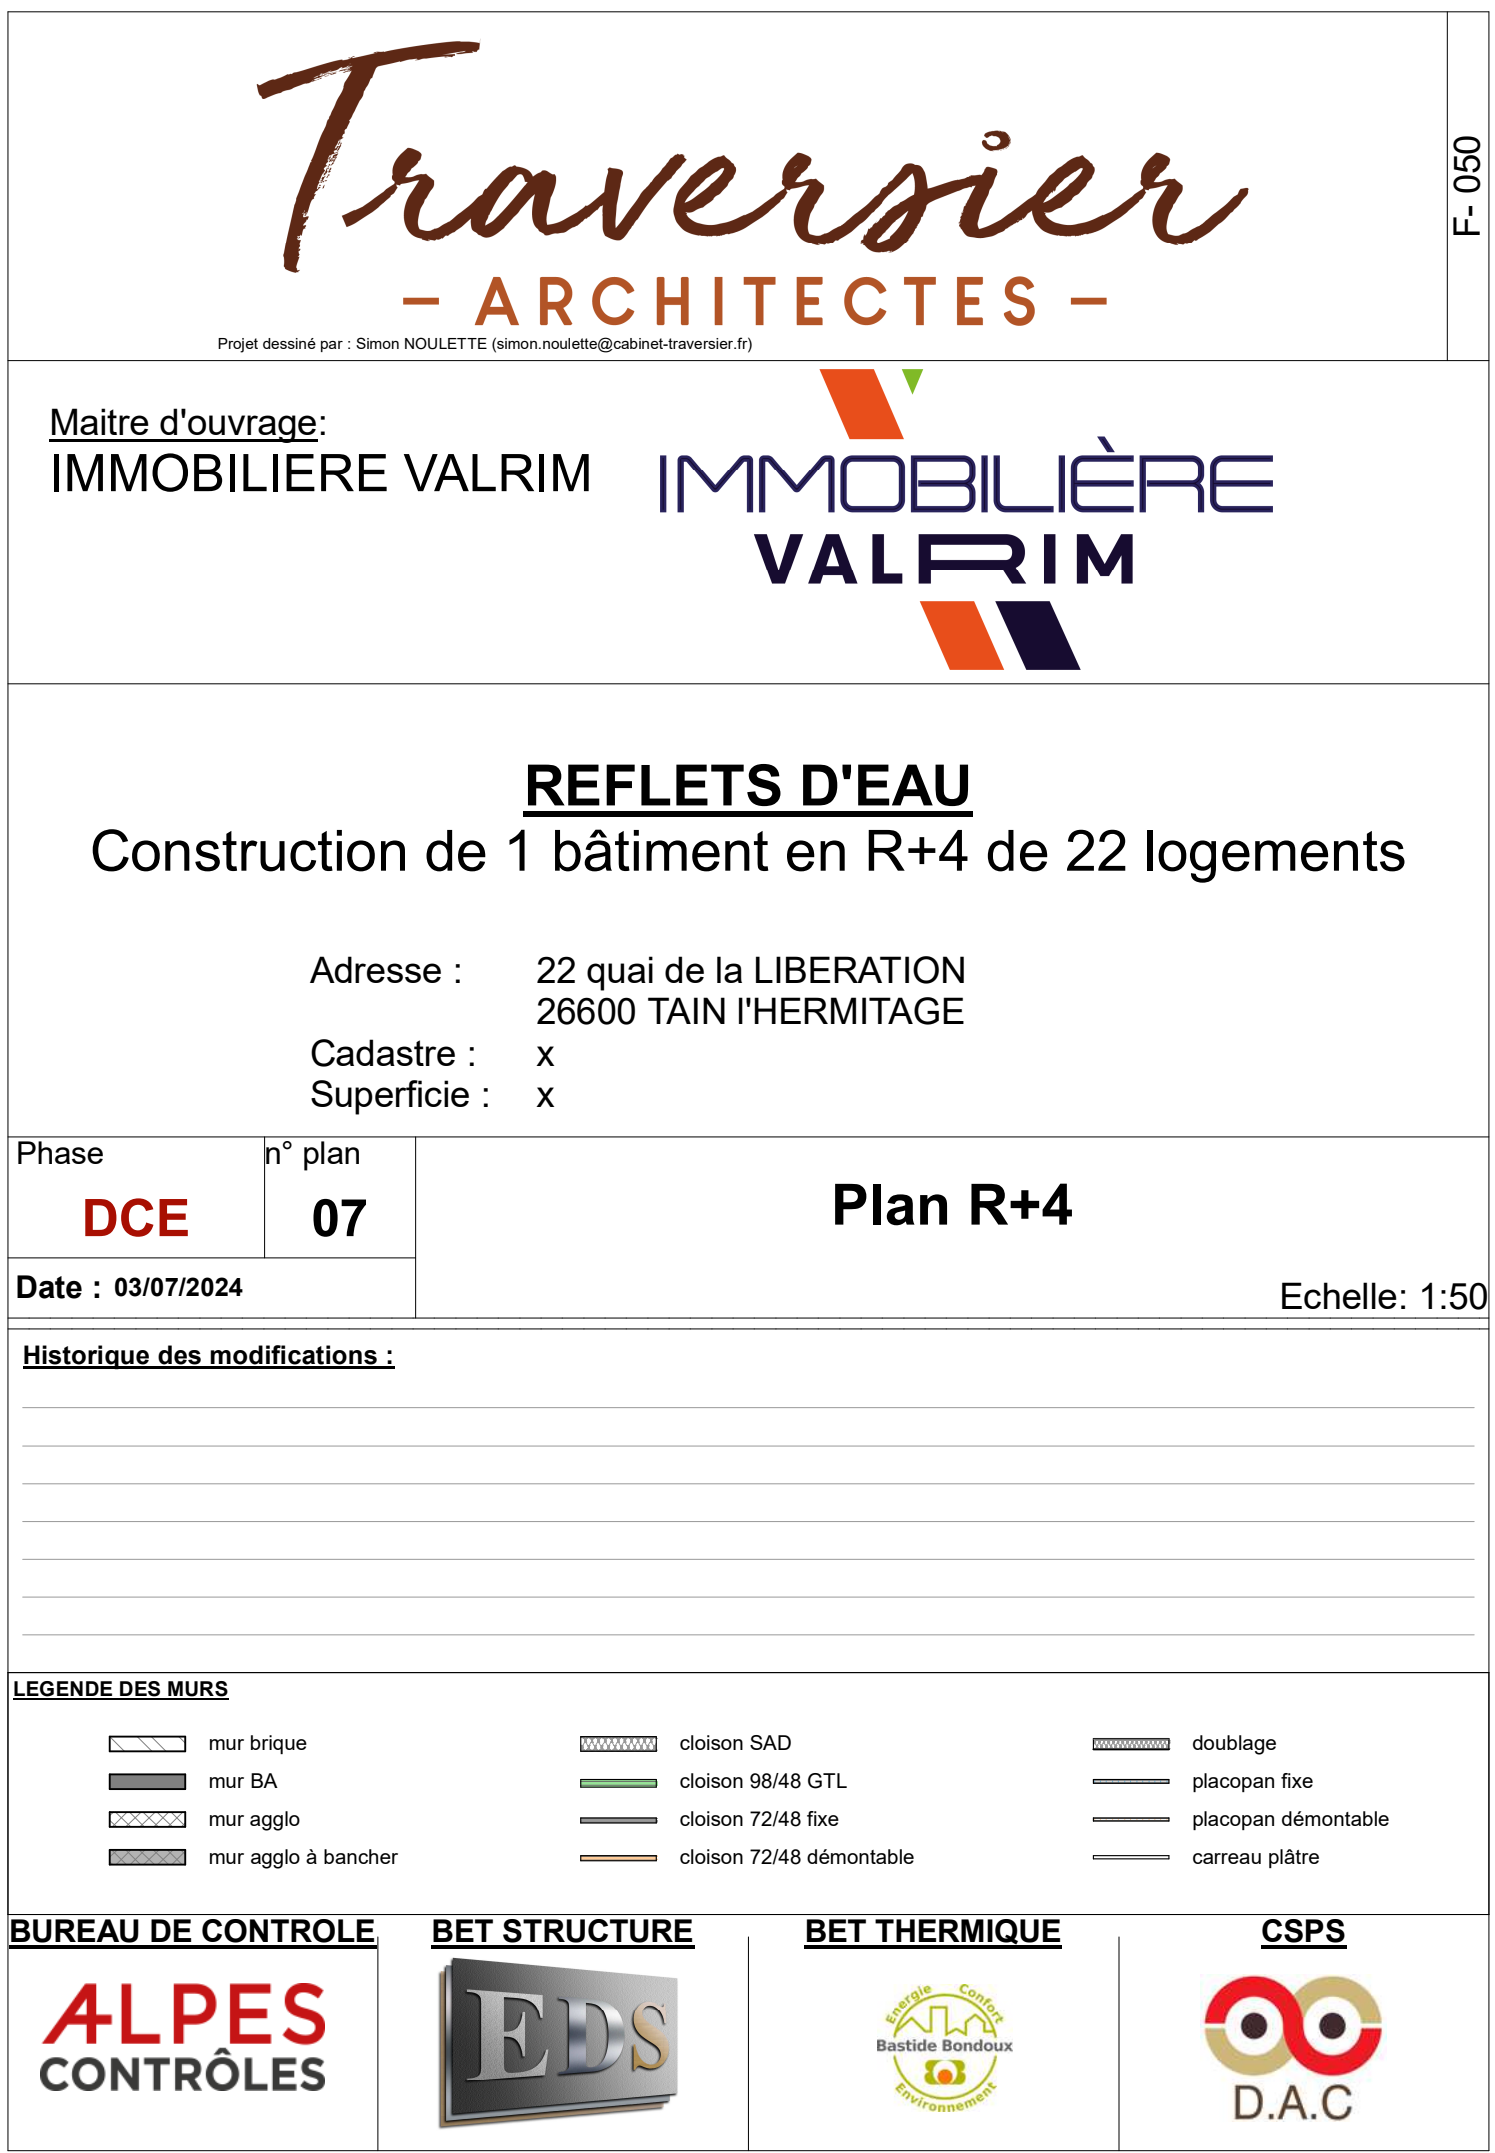 Traversier
– ARCHITECTES –
Projet dessiné par : Simon NOULETTE (simon.noulette@cabinet-traversier.fr)
F- 050
Maitre d'ouvrage:
IMMOBILIERE VALRIM
IMMOBILIÈRE
VALRIM
REFLETS D'EAU
Construction de 1 bâtiment en R+4 de 22 logements
Adresse : 22 quai de la LIBERATION
26600 TAIN l'HERMITAGE
Cadastre : x
Superficie : x
Phase
n° plan
DCE
07
Plan R+4
Date : 03/07/2024
Echelle: 1:50
Historique des modifications :
LEGENDE DES MURS
mur brique
cloison SAD
doublage
mur BA
cloison 98/48 GTL
placopan fixe
mur agglo
cloison 72/48 fixe
placopan démontable
mur agglo à bancher
cloison 72/48 démontable
carreau plâtre
BUREAU DE CONTROLE
BET STRUCTURE
BET THERMIQUE
CSPS
ALPES
CONTRÔLES
EDS
Energie Confort
Bastide Bondoux
Environnement
D.A.C